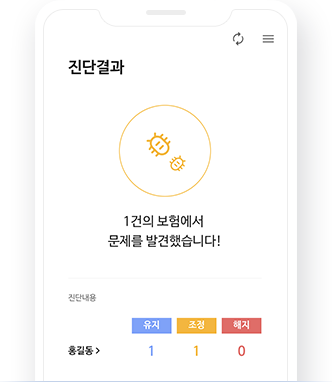 진단결과
1건의 보험에서
문제를 발견했습니다!
진단내용
유지 조정 해지
홍길동 > 1 1 0